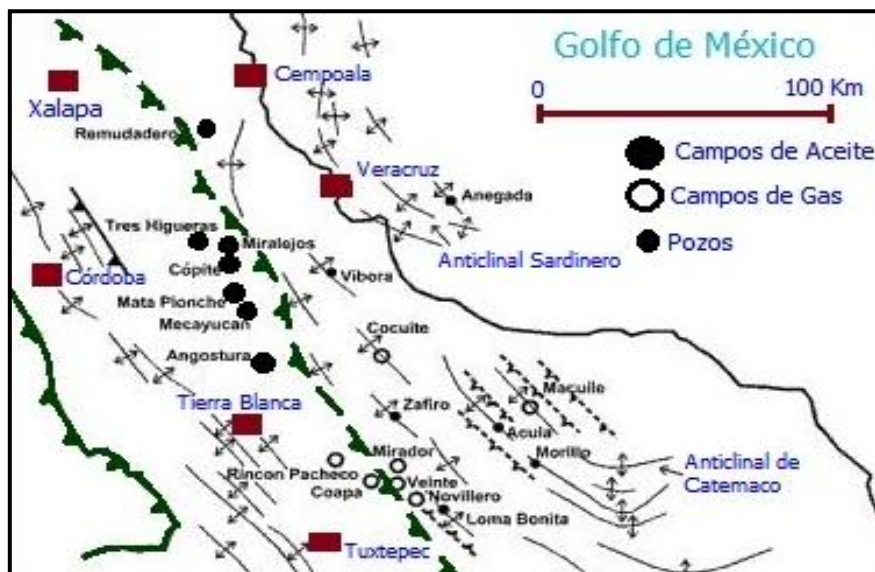 Golfo de México
0
100 Km
Cempoala
Xalapa
Remudadero
Campos de Aceite
Veracruz
Campos de Gas
Anegada
Tres Higueras
Pozos
Miralejos
Anticlinal Sardinero
Córdoba
Cópite
Vibora
Mata Pionche
Mecayucan
Cocuite
Angostura
Macuile
Tierra Blanca
Zafiro
Acula
Mirador
Morillo
Anticlinal de
Catemaco
Rincon Pacheco
Veinte
Coapa
Novillero
Loma Bonita
Tuxtepec